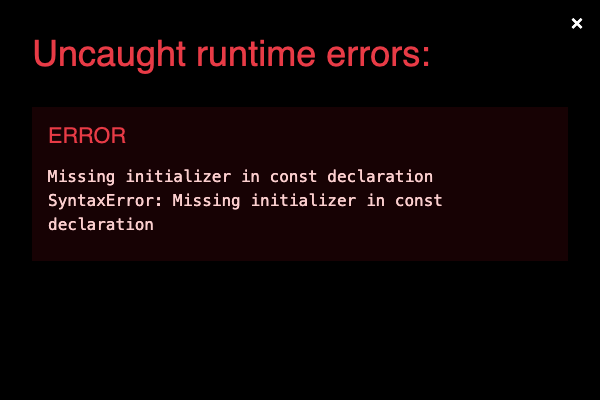 Uncaught runtime errors:
ERROR
Missing initializer in const declaration
SyntaxError: Missing initializer in const
declaration